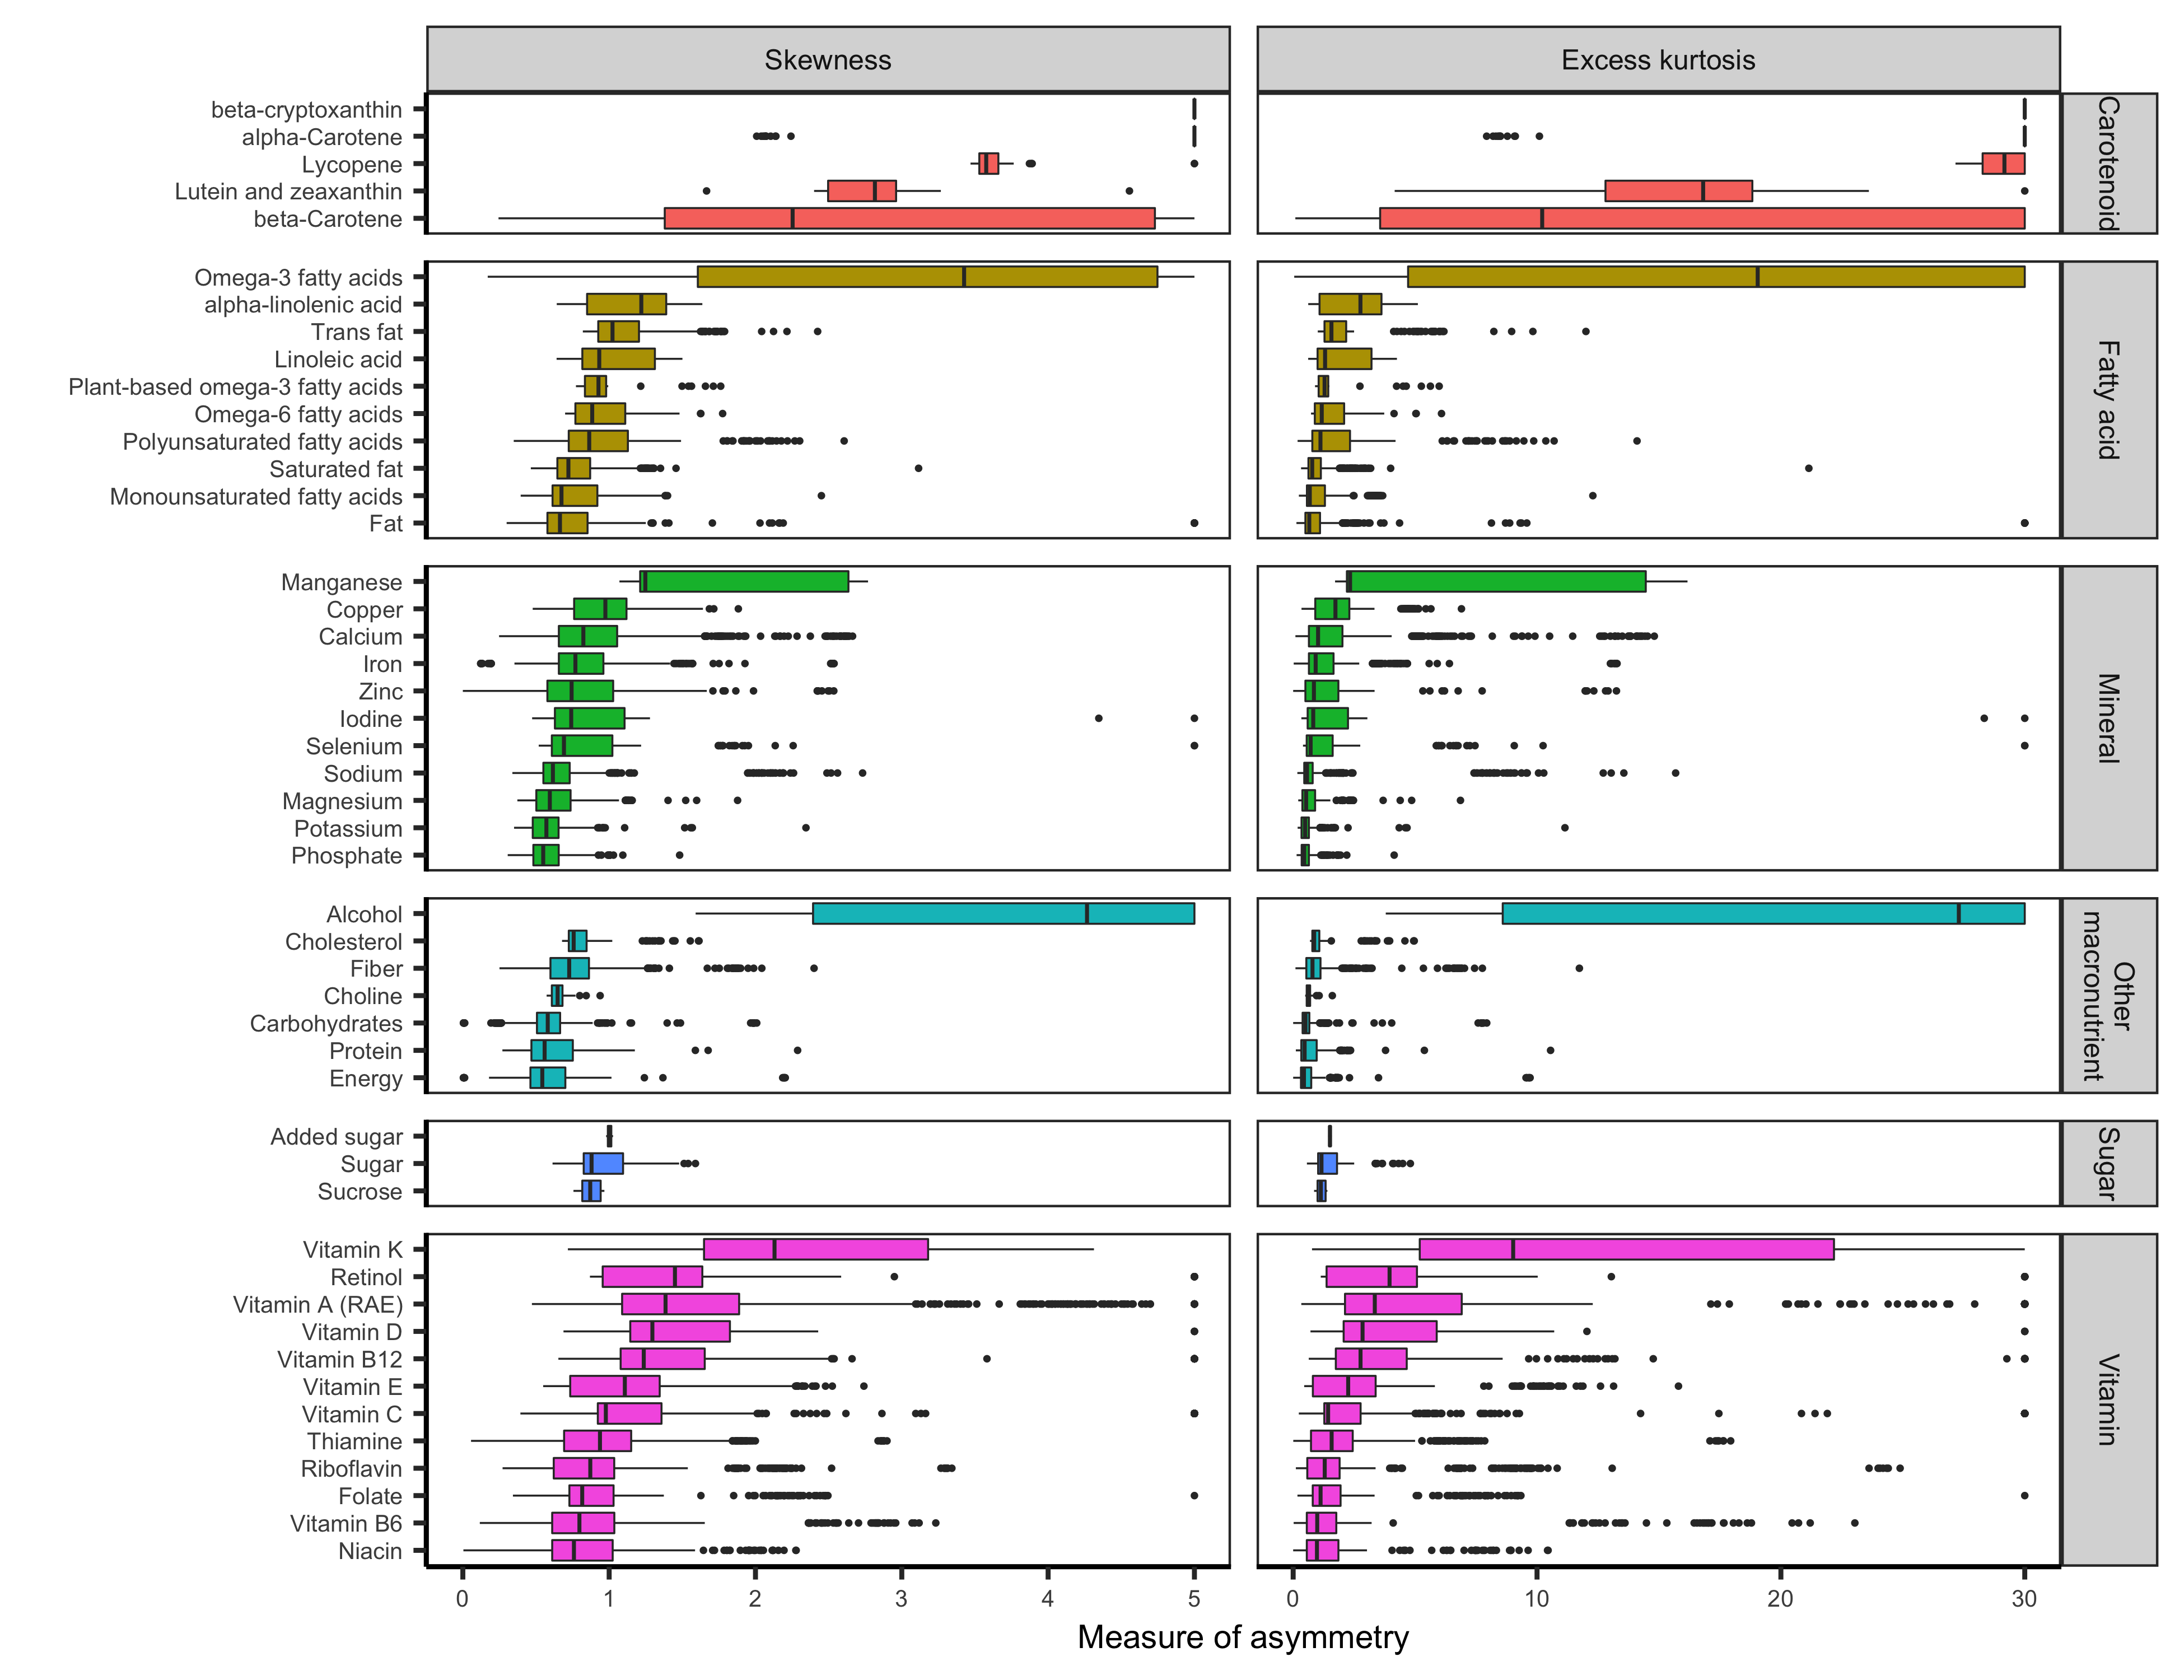 Skewness
Excess kurtosis
beta-cryptoxanthin
alpha-Carotene
Lycopene
Lutein and zeaxanthin
beta-Carotene
Carotenoid
Omega-3 fatty acids
alpha-linolenic acid
Trans fat
Linoleic acid
Plant-based omega-3 fatty acids
Omega-6 fatty acids
Polyunsaturated fatty acids
Saturated fat
Monounsaturated fatty acids
Fat
Fatty acid
Manganese
Copper
Calcium
Iron
Zinc
Iodine
Selenium
Sodium
Magnesium
Potassium
Phosphate
Mineral
Alcohol
Cholesterol
Fiber
Choline
Carbohydrates
Protein
Energy
Other
macronutrient
Added sugar
Sugar
Sucrose
Sugar
Vitamin K
Retinol
Vitamin A (RAE)
Vitamin D
Vitamin B12
Vitamin E
Vitamin C
Thiamine
Riboflavin
Folate
Vitamin B6
Niacin
Vitamin
0 1 2 3 4 5
0 10 20 30
Measure of asymmetry